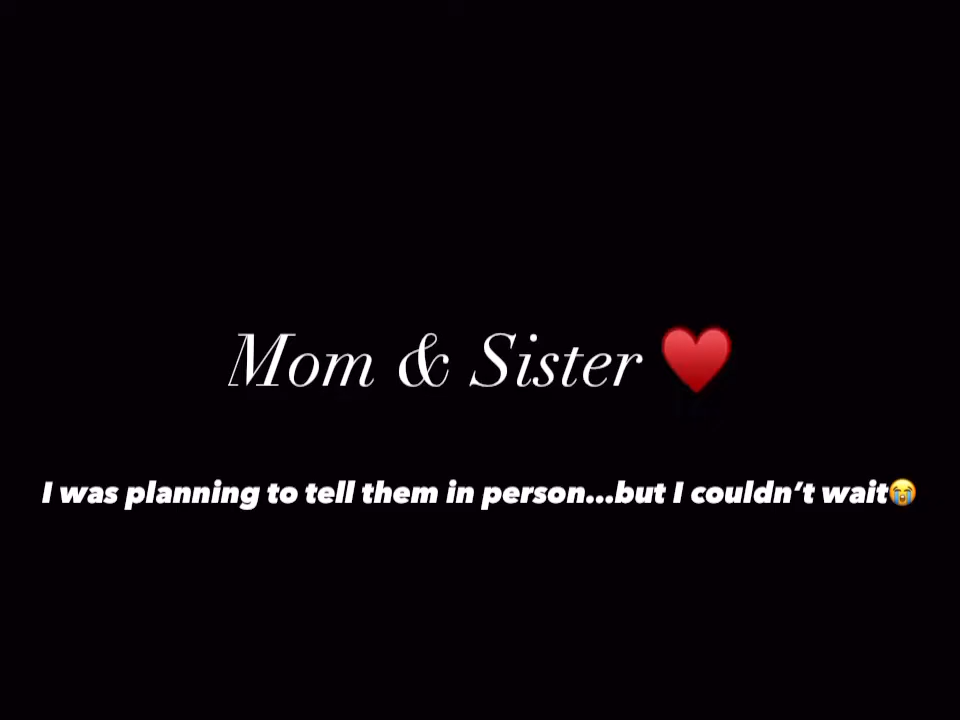 Mom & Sister ♥️
I was planning to tell them in person...but I couldn’t wait😭